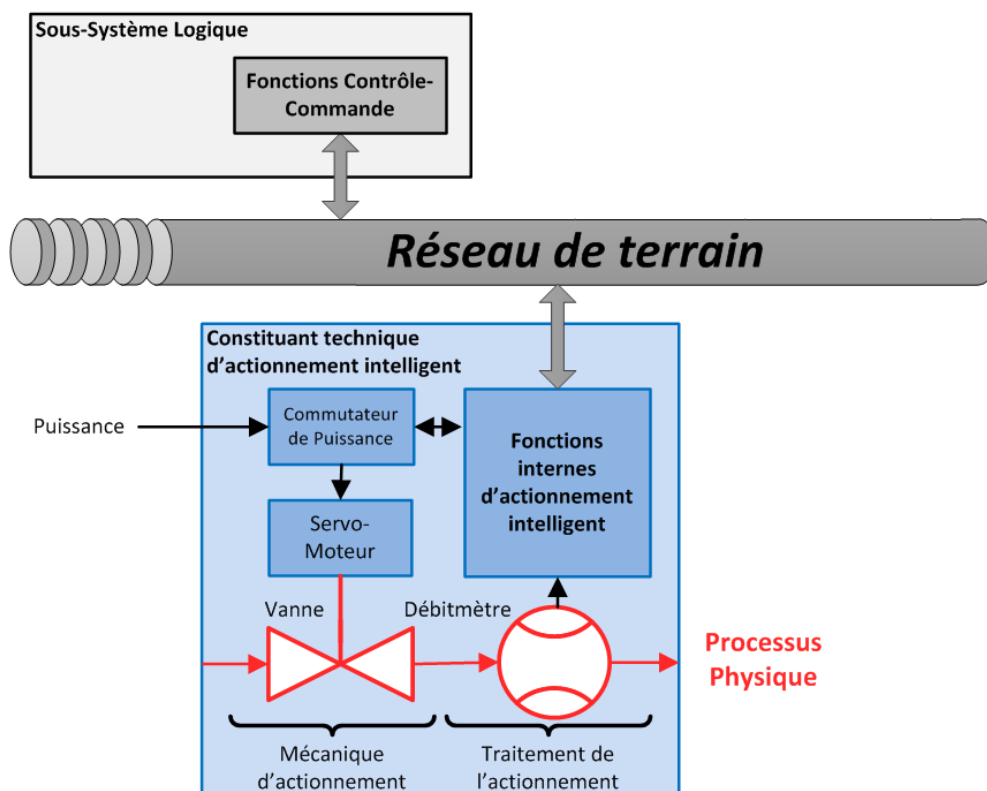 Sous-Système Logique
Fonctions Contrôle-
Commande
Réseau de terrain
Constituant technique
d'actionnement intelligent
Puissance
Commutateur
de Puissance
Fonctions
internes
d'actionnement
intelligent
Servo-
Moteur
Vanne
Débitmètre
Processus
Physique
Mécanique
d'actionnement
Traitement de
l'actionnement